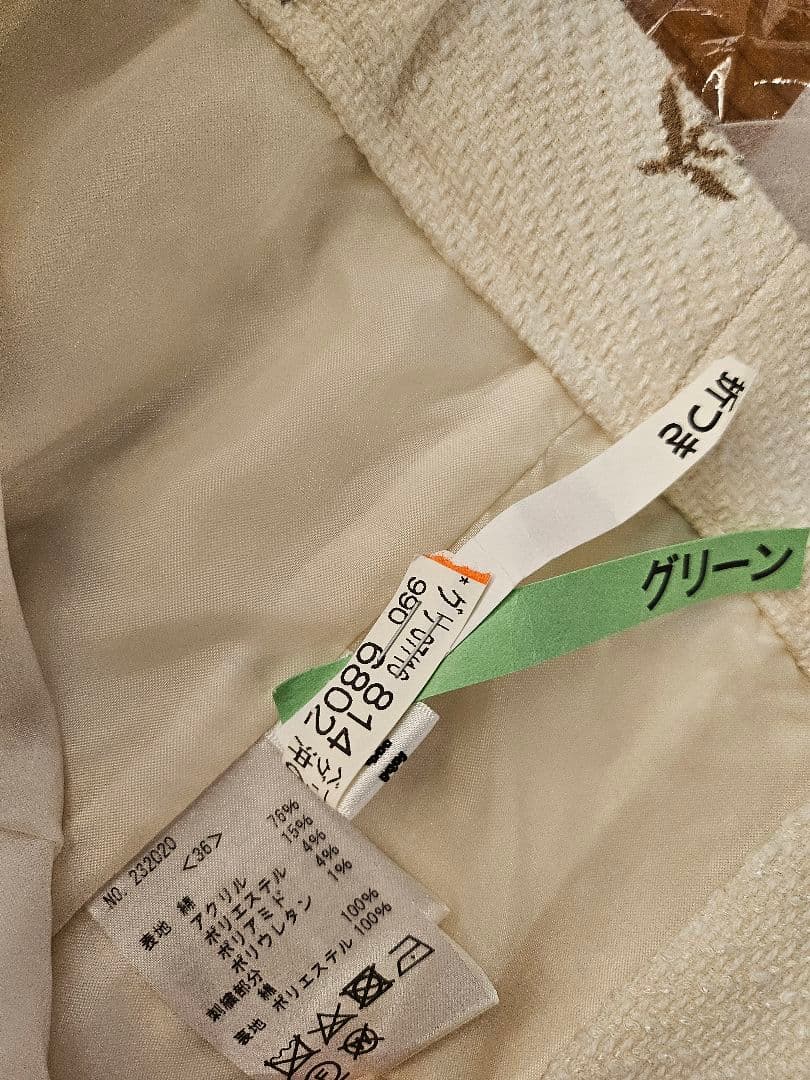 折つき
グリーン
990
6802
814
NO. 232020
<36>
表地 綿 76%
アクリル 15%
ポリエステル 4%
ポリアミド 4%
ポリウレタン 1%
刺繍部分
綿 100%
表地 ポリエステル 100%